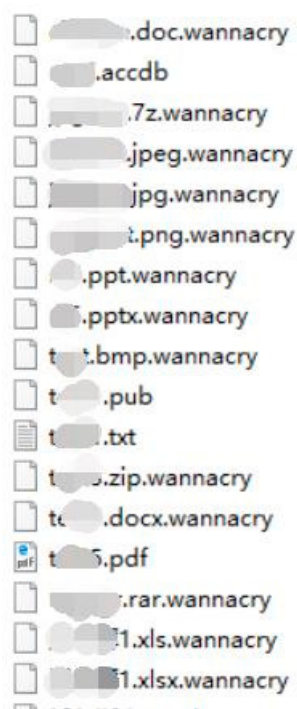 .doc.wannacry
.accdb
.7z.wannacry
.jpeg.wannacry
jpg.wannacry
.png.wannacry
.ppt.wannacry
.pptx.wannacry
.bmp.wannacry
.pub
.txt
.zip.wannacry
.docx.wannacry
.pdf
.rar.wannacry
1.xls.wannacry
1.xlsx.wannacry